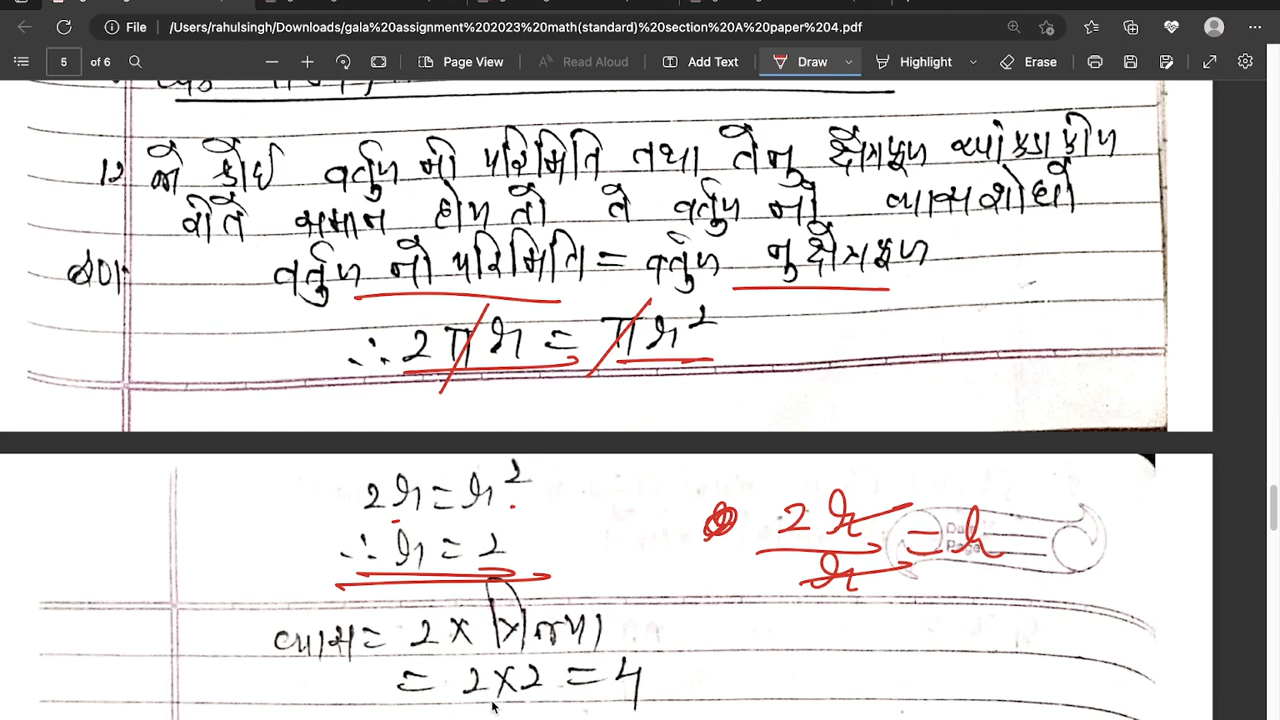 File | /Users/rahulsingh/Downloads/gala%20assignment%202023%20math(standard)%20section%20A%20paper%204.pdf
5 of 6 Page View Read Aloud Add Text Draw Highlight Erase
12 જો કોઈ વર્તુળ ની પરિમિતિ તથા તેનુ ક્ષેત્રફળ આંકડાકીય
રીતે સમાન હોય તો તે વર્તુળ નો વ્યાસ શોધો
જવાબ વર્તુળ નો પરિમિતિ = વર્તુળ નુ ક્ષેત્રફળ
∴ 2πr = πr²
2r = r²
∴ r = 2
2r/r = r
Date
Page
વ્યાસ = 2 × ત્રિજ્યા
= 2×2 = 4